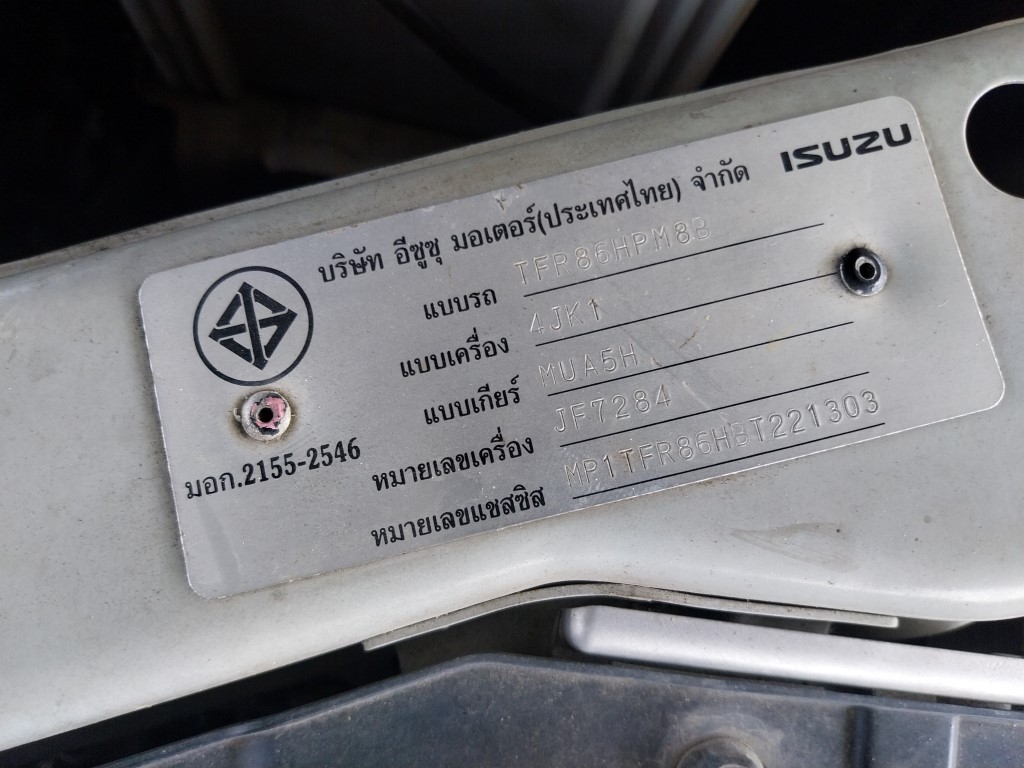 ISUZU
บริษัท อีซูซุ มอเตอร์(ประเทศไทย) จำกัด
แบบรถ TFR86HPM8B
แบบเครื่อง 4JK1
แบบเกียร์ MUA5H
หมายเลขเครื่อง JF7284
หมายเลขแชสซิส MP1TFR86HBT221303
มอก.2155-2546